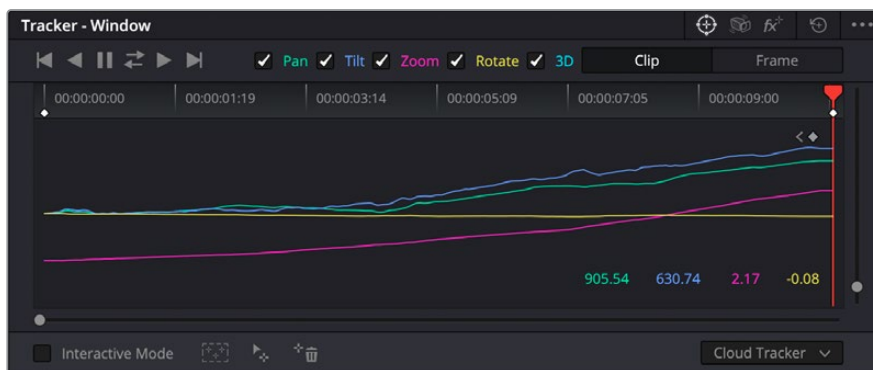 Tracker - Window
Pan Tilt Zoom Rotate 3D Clip Frame
00:00:00:00 00:00:01:19 00:00:03:14 00:00:05:09 00:00:07:05 00:00:09:00
905.54 630.74 2.17 -0.08
Interactive Mode Cloud Tracker